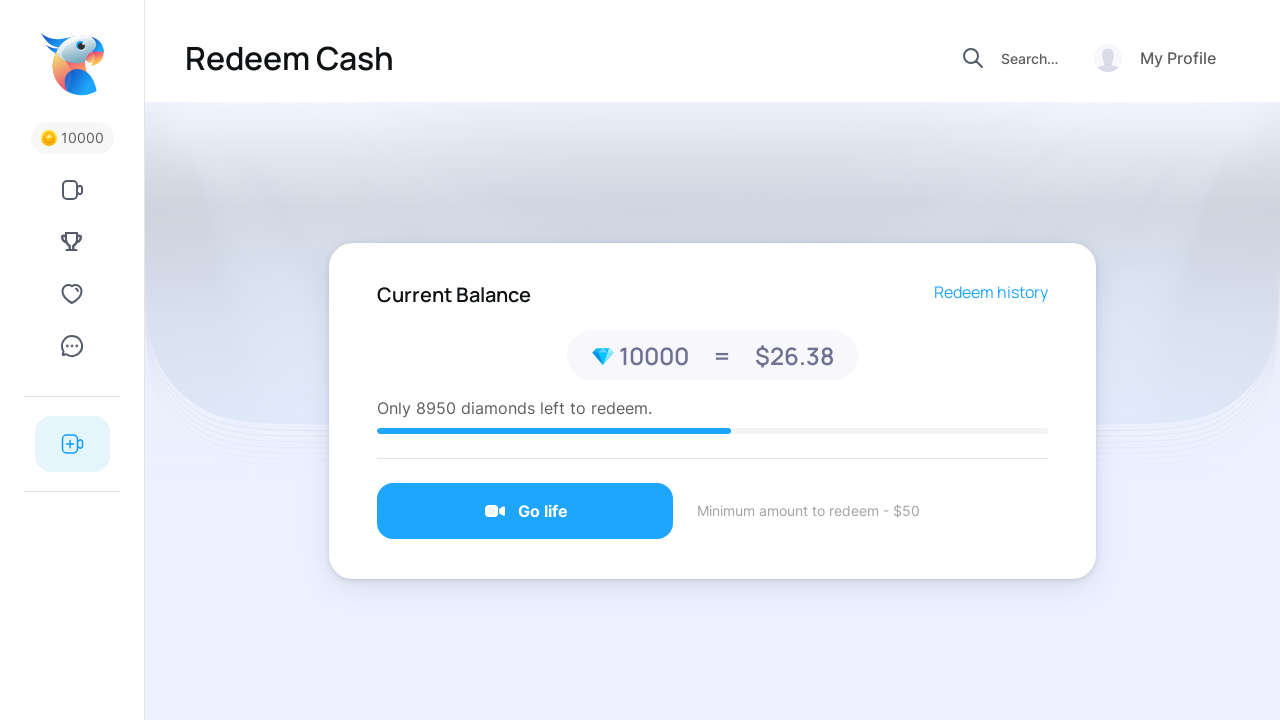 Redeem Cash
Search...
My Profile
10000
Current Balance
Redeem history
10000 = $26.38
Only 8950 diamonds left to redeem.
Go life
Minimum amount to redeem - $50